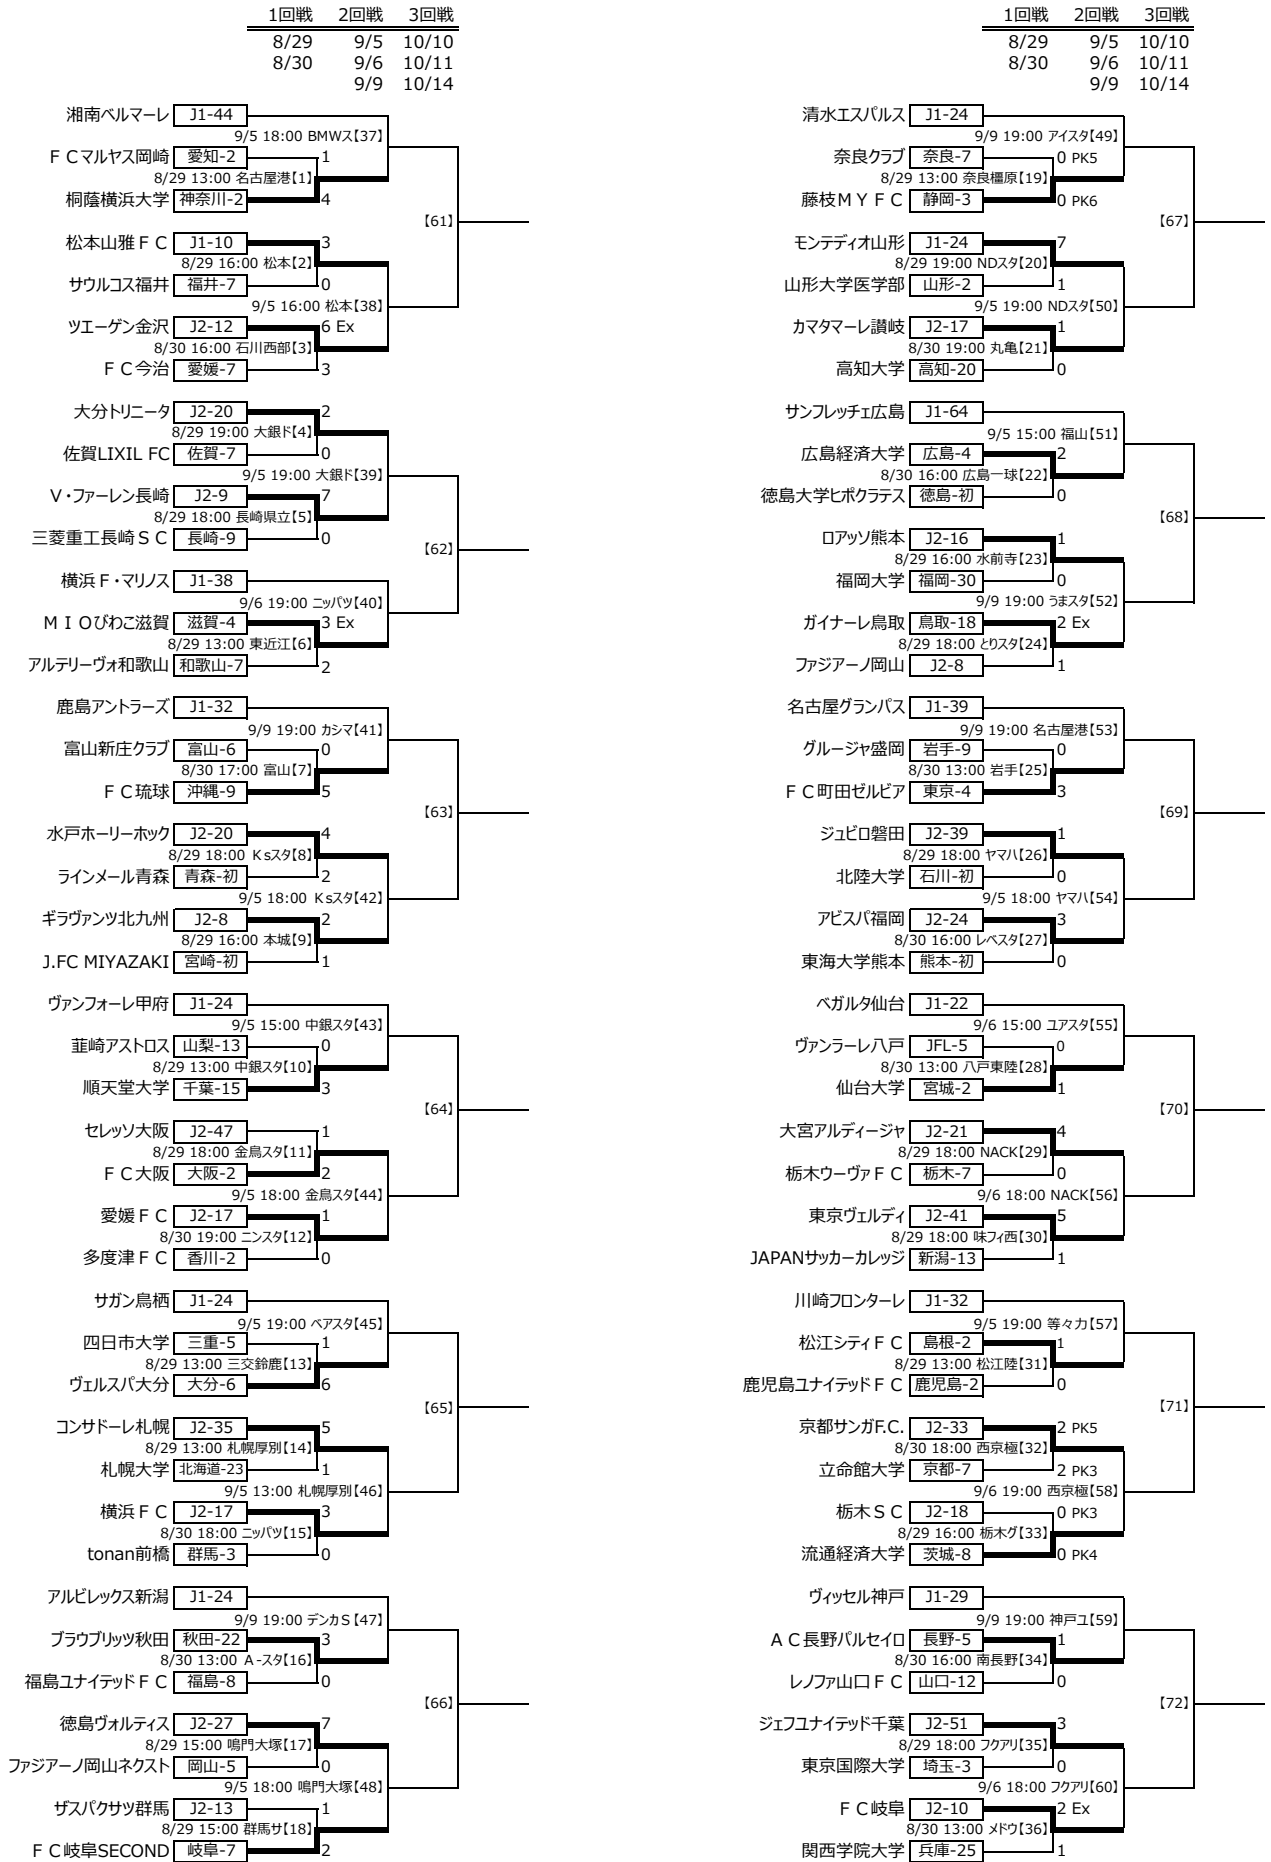 1回戦 2回戦 3回戦
8/29 9/5 10/10
8/30 9/6 10/11
9/9 10/14
湘南ベルマーレ J1-44
9/5 18:00 BMWス【37】
ＦＣマルヤス岡崎 愛知-2 1
8/29 13:00 名古屋港【1】
桐蔭横浜大学 神奈川-2 4
【61】
松本山雅ＦＣ J1-10 3
8/29 16:00 松本【2】
サウルコス福井 福井-7 0
9/5 16:00 松本【38】
ツエーゲン金沢 J2-12 6 Ex
8/30 16:00 石川西部【3】
ＦＣ今治 愛媛-7 3
大分トリニータ J2-20 2
8/29 19:00 大銀ド【4】
佐賀LIXIL FC 佐賀-7 0
9/5 19:00 大銀ド【39】
V・ファーレン長崎 J2-9 7
8/29 18:00 長崎県立【5】
三菱重工長崎ＳＣ 長崎-9 0
【62】
横浜Ｆ・マリノス J1-38
9/6 19:00 ニッパツ【40】
ＭＩＯびわこ滋賀 滋賀-4 3 Ex
8/29 13:00 東近江【6】
アルテリーヴォ和歌山 和歌山-7 2
鹿島アントラーズ J1-32
9/9 19:00 カシマ【41】
富山新庄クラブ 富山-6 0
8/30 17:00 富山【7】
ＦＣ琉球 沖縄-9 5
【63】
水戸ホーリーホック J2-20 4
8/29 18:00 Ksスタ【8】
ラインメール青森 青森-初 2
9/5 18:00 Ksスタ【42】
ギラヴァンツ北九州 J2-8 2
8/29 16:00 本城【9】
J.FC MIYAZAKI 宮崎-初 1
ヴァンフォーレ甲府 J1-24
9/5 15:00 中銀スタ【43】
韮崎アストロス 山梨-13 0
8/29 13:00 中銀スタ【10】
順天堂大学 千葉-15 3
【64】
セレッソ大阪 J2-47 1
8/29 18:00 金鳥スタ【11】
ＦＣ大阪 大阪-2 2
9/5 18:00 金鳥スタ【44】
愛媛ＦＣ J2-17 1
8/30 19:00 ニンスタ【12】
多度津ＦＣ 香川-2 0
サガン鳥栖 J1-24
9/5 19:00 ベアスタ【45】
四日市大学 三重-5 1
8/29 13:00 三交鈴鹿【13】
ヴェルスパ大分 大分-6 6
【65】
コンサドーレ札幌 J2-35 5
8/29 13:00 札幌厚別【14】
札幌大学 北海道-23 1
9/5 13:00 札幌厚別【46】
横浜ＦＣ J2-17 3
8/30 18:00 ニッパツ【15】
tonan前橋 群馬-3 0
アルビレックス新潟 J1-24
9/9 19:00 デンカS【47】
ブラウブリッツ秋田 秋田-22 3
8/30 13:00 A-スタ【16】
福島ユナイテッドＦＣ 福島-8 0
【66】
徳島ヴォルティス J2-27 7
8/29 15:00 鳴門大塚【17】
ファジアーノ岡山ネクスト 岡山-5 0
9/5 18:00 鳴門大塚【48】
ザスパクサツ群馬 J2-13 1
8/29 15:00 群馬サ【18】
ＦＣ岐阜SECOND 岐阜-7 2
1回戦 2回戦 3回戦
8/29 9/5 10/10
8/30 9/6 10/11
9/9 10/14
清水エスパルス J1-24
9/9 19:00 アイスタ【49】
奈良クラブ 奈良-7 0 PK5
8/29 13:00 奈良橿原【19】
藤枝ＭＹＦＣ 静岡-3 0 PK6
【67】
モンテディオ山形 J1-24 7
8/29 19:00 NDスタ【20】
山形大学医学部 山形-2 1
9/5 19:00 NDスタ【50】
カマタマーレ讃岐 J2-17 1
8/30 19:00 丸亀【21】
高知大学 高知-20 0
サンフレッチェ広島 J1-64
9/5 15:00 福山【51】
広島経済大学 広島-4 2
8/30 16:00 広島一球【22】
徳島大学ヒポクラテス 徳島-初 0
【68】
ロアッソ熊本 J2-16 1
8/29 16:00 水前寺【23】
福岡大学 福岡-30 0
9/9 19:00 うまスタ【52】
ガイナーレ鳥取 鳥取-18 2 Ex
8/29 18:00 とりスタ【24】
ファジアーノ岡山 J2-8 1
名古屋グランパス J1-39
9/9 19:00 名古屋港【53】
グルージャ盛岡 岩手-9 0
8/30 13:00 岩手【25】
ＦＣ町田ゼルビア 東京-4 3
【69】
ジュビロ磐田 J2-39 1
8/29 18:00 ヤマハ【26】
北陸大学 石川-初 0
9/5 18:00 ヤマハ【54】
アビスパ福岡 J2-24 3
8/30 16:00 レベスタ【27】
東海大学熊本 熊本-初 0
ベガルタ仙台 J1-22
9/6 15:00 ユアスタ【55】
ヴァンラーレ八戸 JFL-5 0
8/30 13:00 八戸東陸【28】
仙台大学 宮城-2 1
【70】
大宮アルディージャ J2-21 4
8/29 18:00 NACK【29】
栃木ウーヴァＦＣ 栃木-7 0
9/6 18:00 NACK【56】
東京ヴェルディ J2-41 5
8/29 18:00 味フィ西【30】
JAPANサッカーカレッジ 新潟-13 1
川崎フロンターレ J1-32
9/5 19:00 等々力【57】
松江シティＦＣ 島根-2 1
8/29 13:00 松江陸【31】
鹿児島ユナイテッドＦＣ 鹿児島-2 0
【71】
京都サンガF.C. J2-33 2 PK5
8/30 18:00 西京極【32】
立命館大学 京都-7 2 PK3
9/6 19:00 西京極【58】
栃木ＳＣ J2-18 0 PK3
8/29 16:00 栃木グ【33】
流通経済大学 茨城-8 0 PK4
ヴィッセル神戸 J1-29
9/9 19:00 神戸ユ【59】
ＡＣ長野パルセイロ 長野-5 1
8/30 16:00 南長野【34】
レノファ山口ＦＣ 山口-12 0
【72】
ジェフユナイテッド千葉 J2-51 3
8/29 18:00 フクアリ【35】
東京国際大学 埼玉-3 0
9/6 18:00 フクアリ【60】
ＦＣ岐阜 J2-10 2 Ex
8/30 13:00 メドウ【36】
関西学院大学 兵庫-25 1